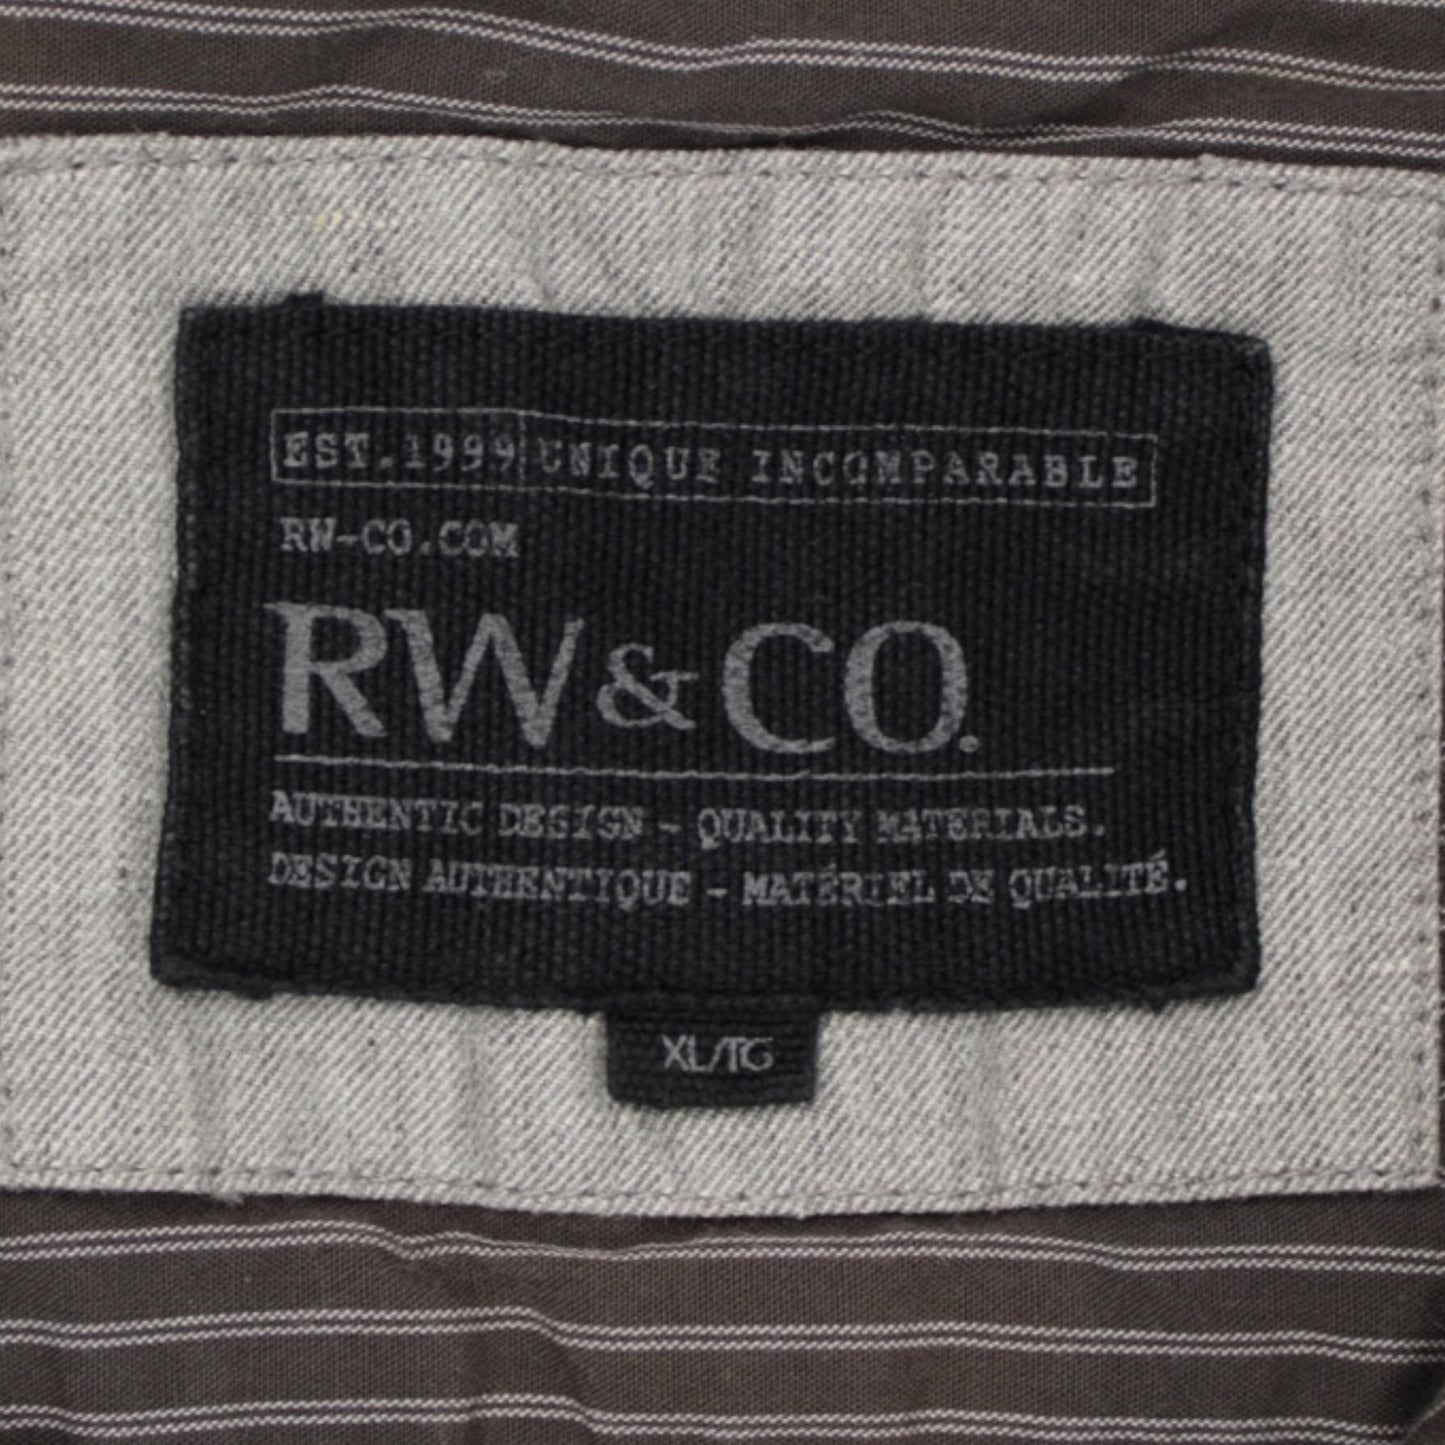 EST.1999 UNIQUE INCOMPARABLE
RW-CO.COM
RW&CO.
AUTHENTIC DESIGN - QUALITY MATERIALS.
DESIGN AUTHENTIQUE - MATÉRIEL DE QUALITÉ.
XL/TG